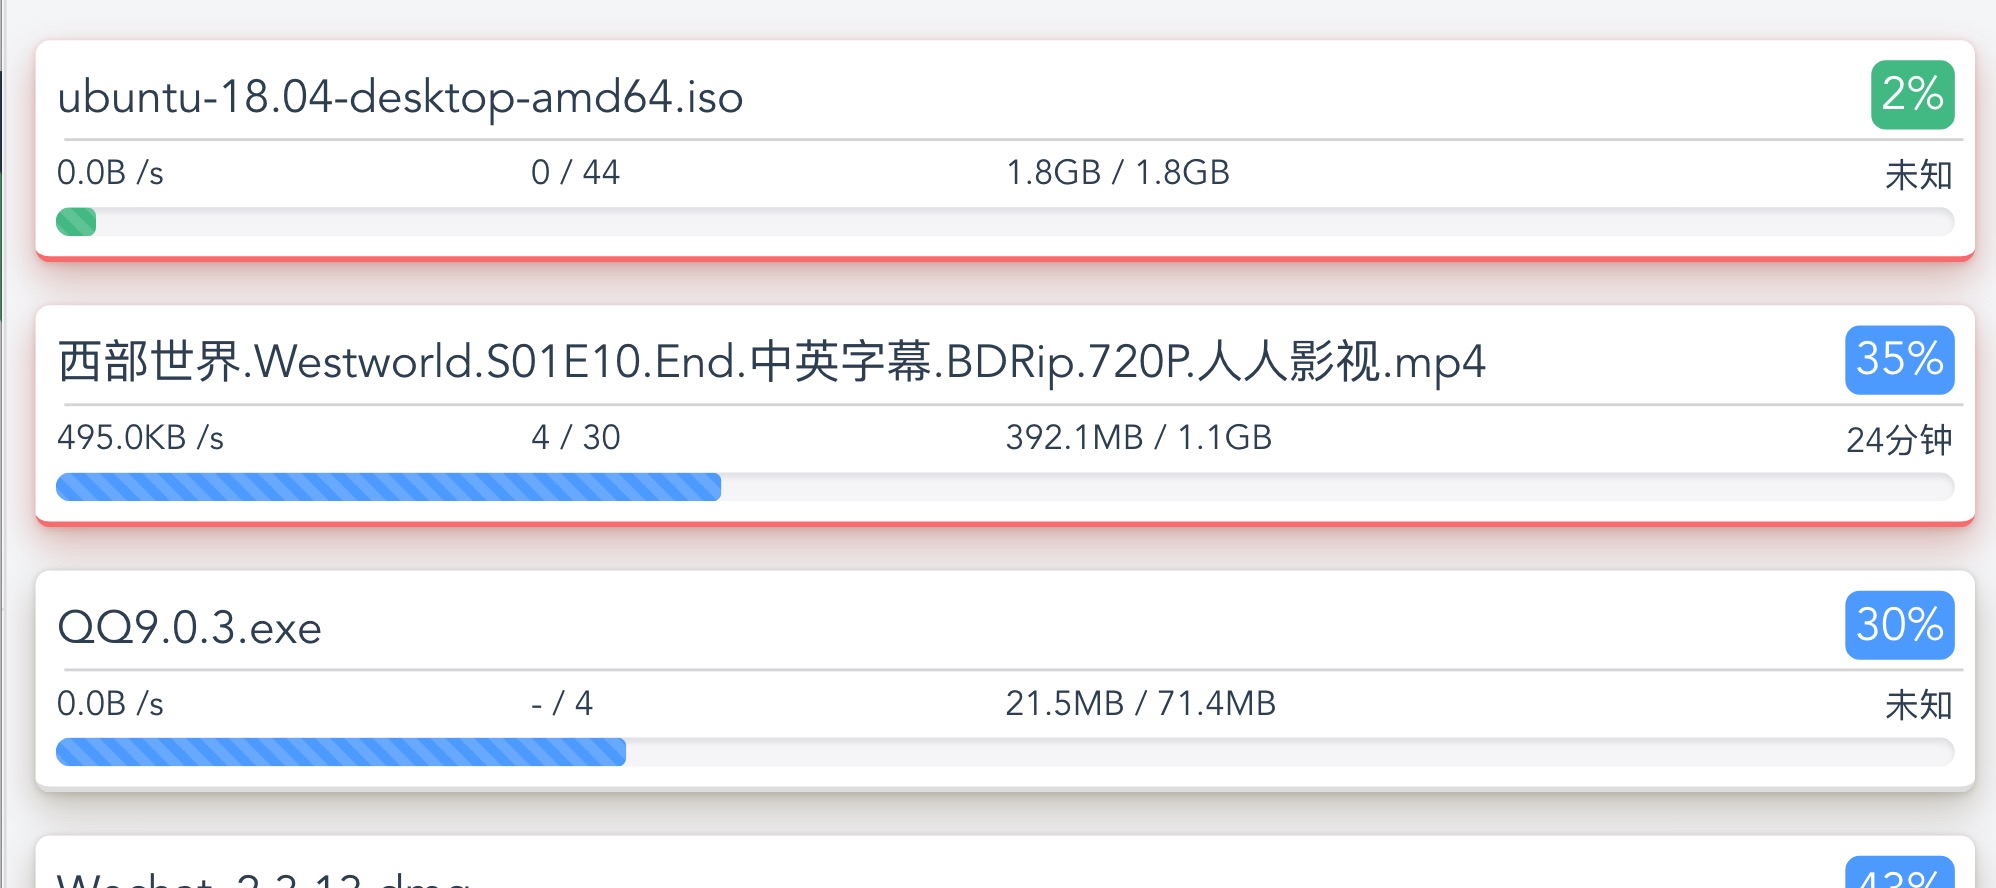 ubuntu-18.04-desktop-amd64.iso 2%
0.0B /s 0 / 44 1.8GB / 1.8GB 未知
西部世界.Westworld.S01E10.End.中英字幕.BDRip.720P.人人影视.mp4 35%
495.0KB /s 4 / 30 392.1MB / 1.1GB 24分钟
QQ9.0.3.exe 30%
0.0B /s - / 4 21.5MB / 71.4MB 未知